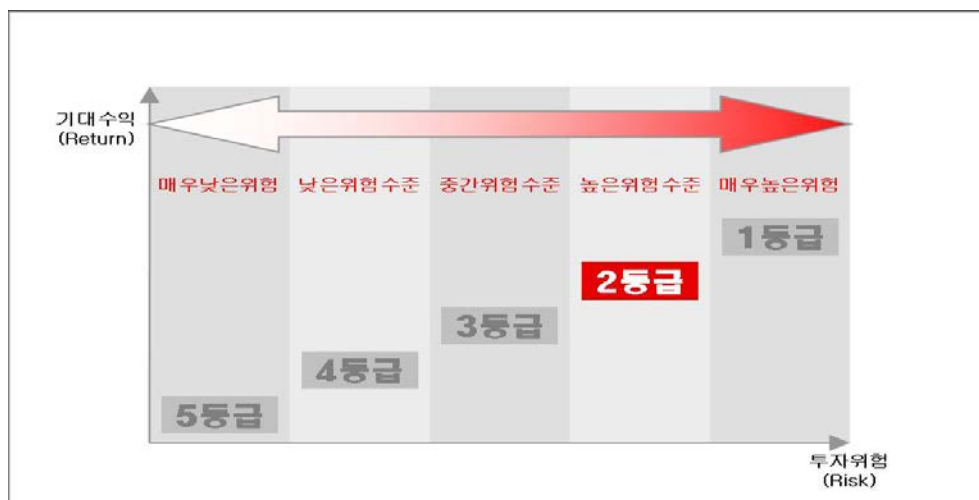 기대수익
(Return)
매우낮은위험
낮은위험수준
중간위험수준
높은위험수준
매우높은위험
1등급
2등급
3등급
4등급
5등급
투자위험
(Risk)